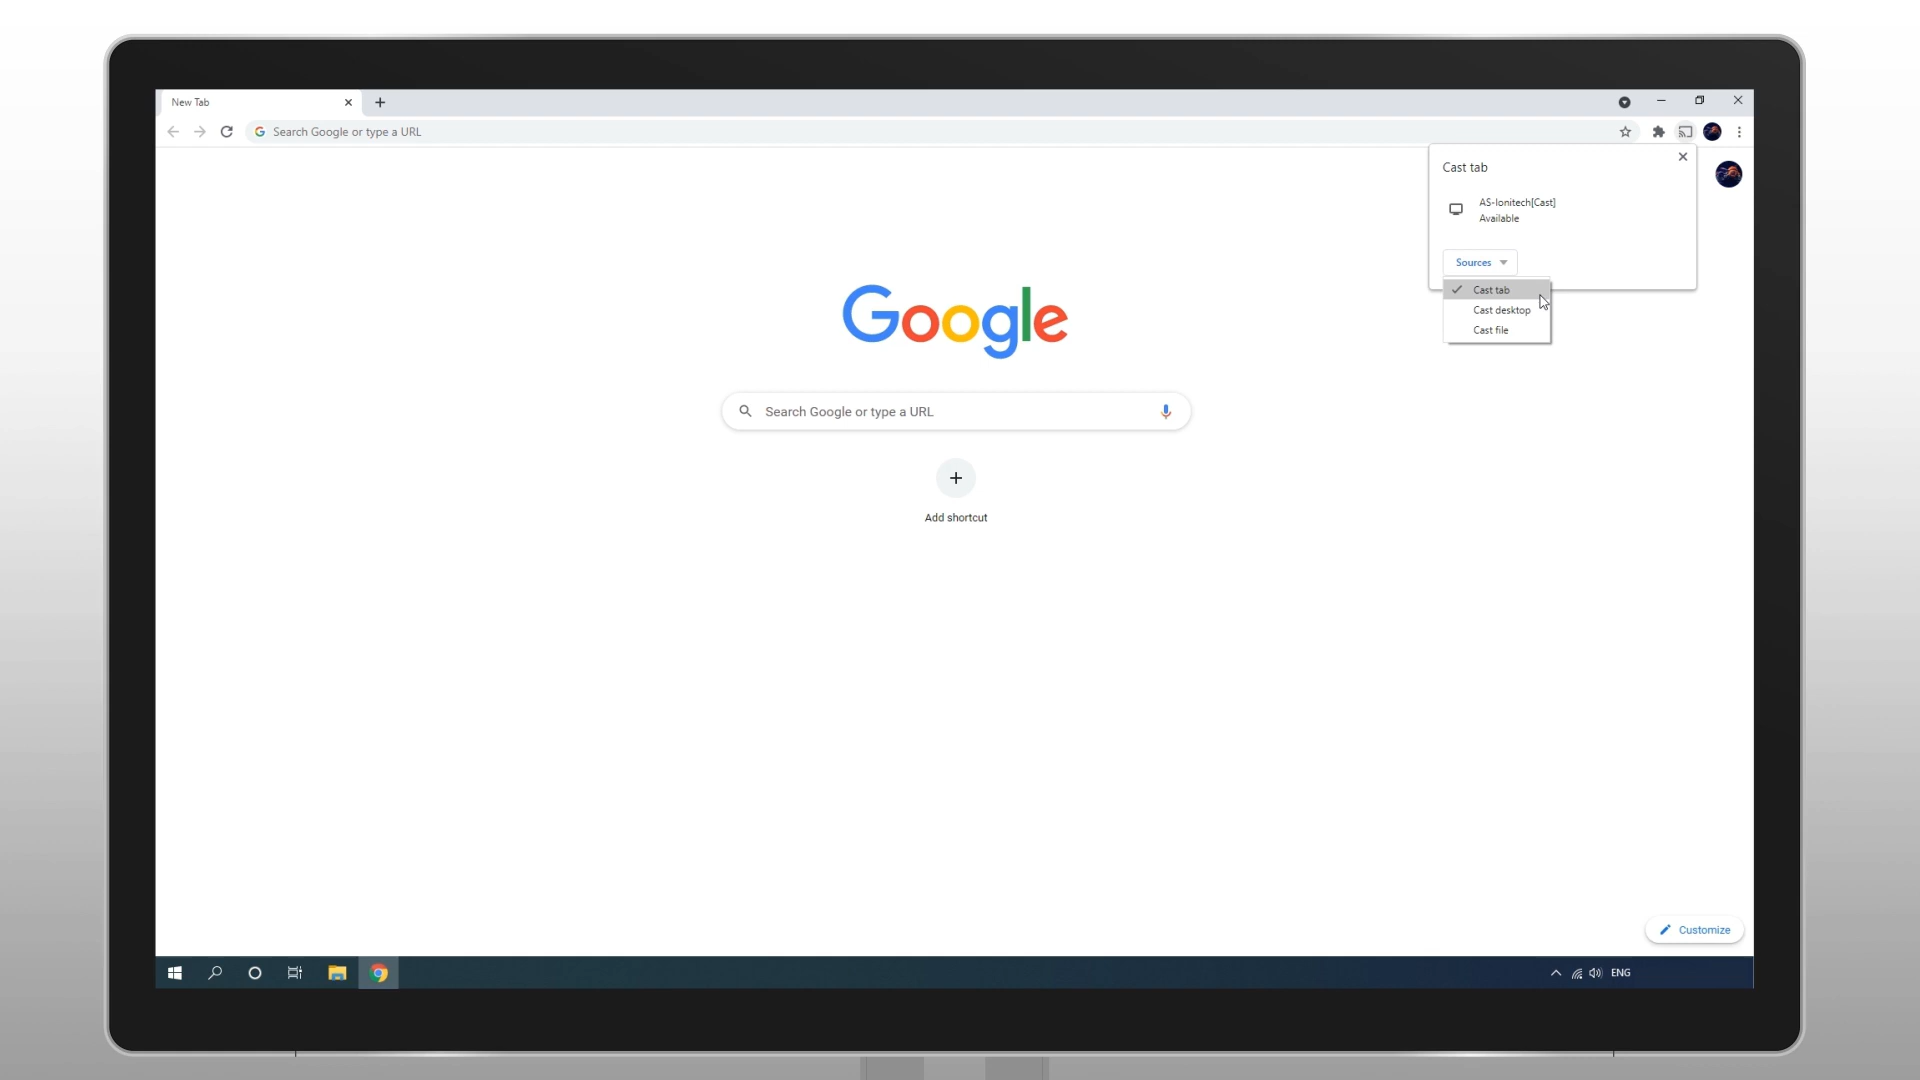 New Tab
Search Google or type a URL
Cast tab
AS-Ionitech[Cast]
Available
Sources
Cast tab
Cast desktop
Cast file
Google
Search Google or type a URL
Add shortcut
Customize
ENG